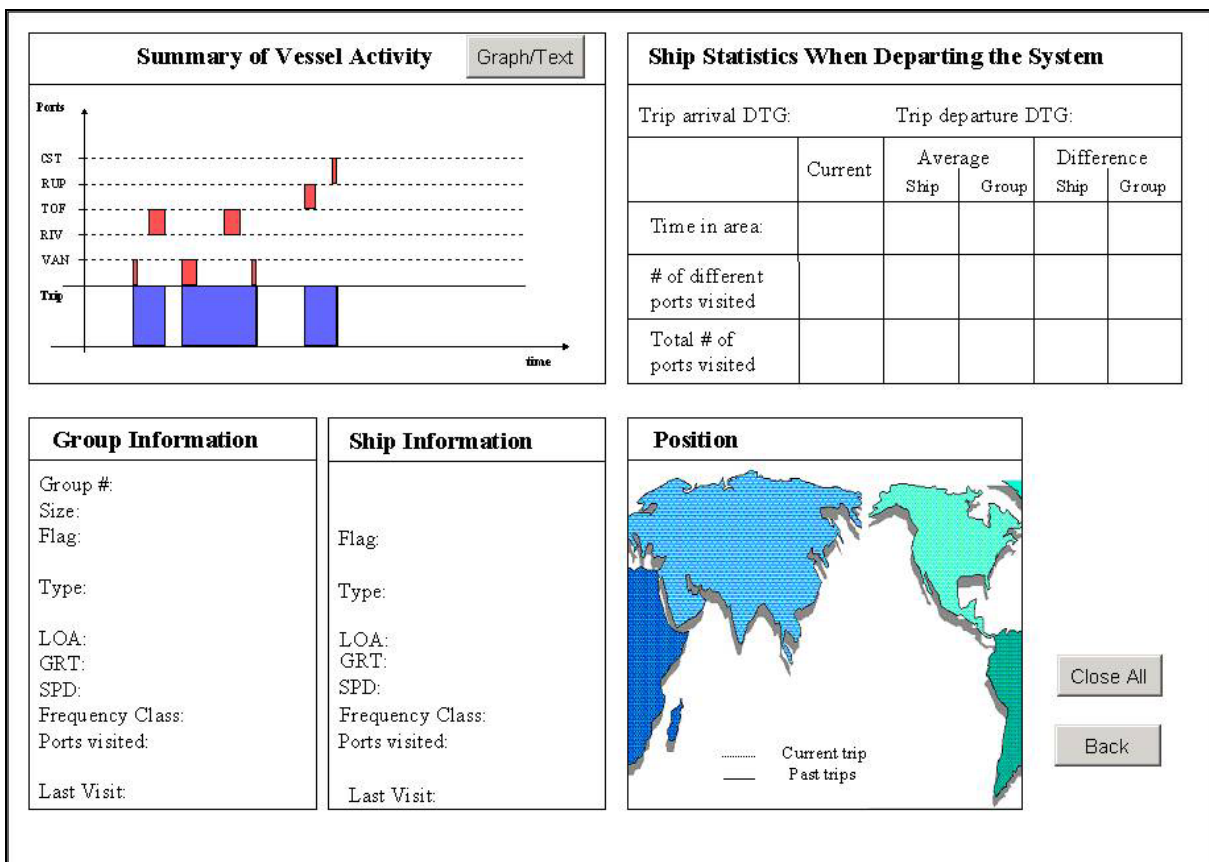 Summary of Vessel Activity
Graph/Text
Ports
CST
RUP
TOF
RIV
VAN
Trip
time
Ship Statistics When Departing the System
Trip arrival DTG: Trip departure DTG:
Current Average Difference
Ship Group Ship Group
Time in area:
# of different
ports visited
Total # of
ports visited
Group Information
Group #:
Size:
Flag:
Type:
LOA:
GRT:
SPD:
Frequency Class:
Ports visited:
Last Visit:
Ship Information
Flag:
Type:
LOA:
GRT:
SPD:
Frequency Class:
Ports visited:
Last Visit:
Position
Current trip
Past trips
Close All
Back